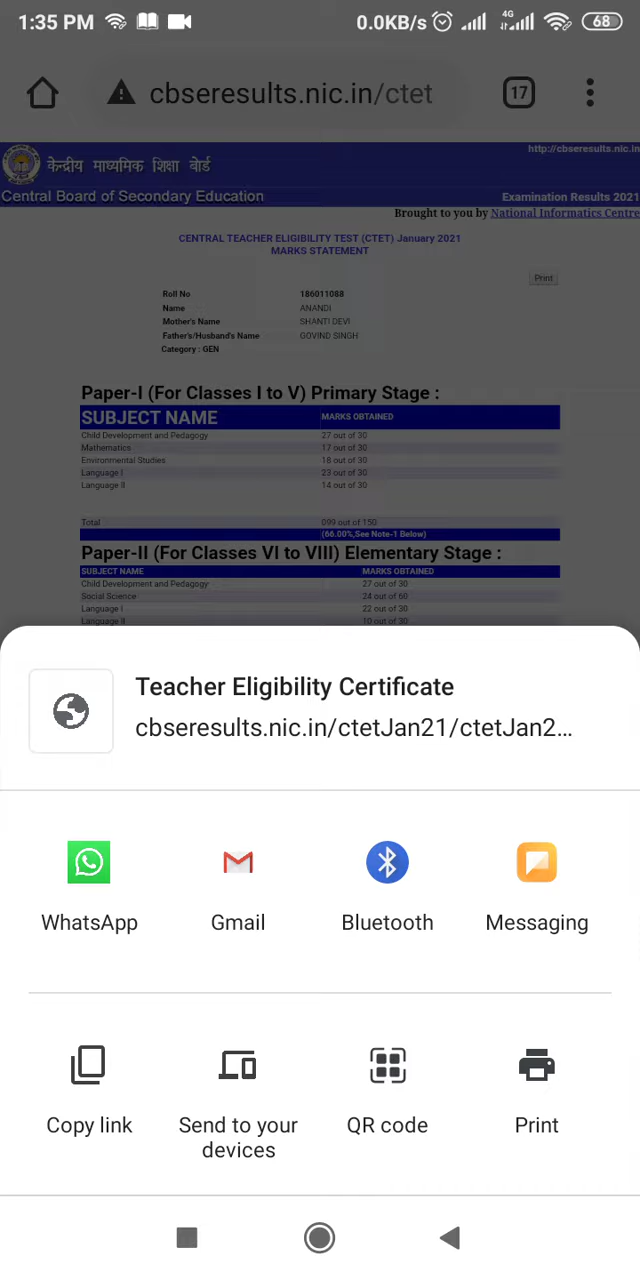 1:35 PM 0.0KB/s 4G 68
cbseresults.nic.in/ctet 17
केन्द्रीय माध्यमिक शिक्षा बोर्ड http://cbseresults.nic.in
Central Board of Secondary Education Examination Results 2021
Brought to you by National Informatics Centre
CENTRAL TEACHER ELIGIBILITY TEST (CTET) January 2021
MARKS STATEMENT
Print
Roll No 186011088
Name ANANDI
Mother's Name SHANTI DEVI
Father's/Husband's Name GOVIND SINGH
Category : GEN
Paper-I (For Classes I to V) Primary Stage :
SUBJECT NAME MARKS OBTAINED
Child Development and Pedagogy 27 out of 30
Mathematics 17 out of 30
Environmental Studies 18 out of 30
Language I 23 out of 30
Language II 14 out of 30
Total 099 out of 150
(66.00%,See Note-1 Below)
Paper-II (For Classes VI to VIII) Elementary Stage :
SUBJECT NAME MARKS OBTAINED
Child Development and Pedagogy 27 out of 30
Social Science 24 out of 60
Language I 22 out of 30
Language II 10 out of 30
Teacher Eligibility Certificate
cbseresults.nic.in/ctetJan21/ctetJan2...
WhatsApp Gmail Bluetooth Messaging
Copy link Send to your devices QR code Print